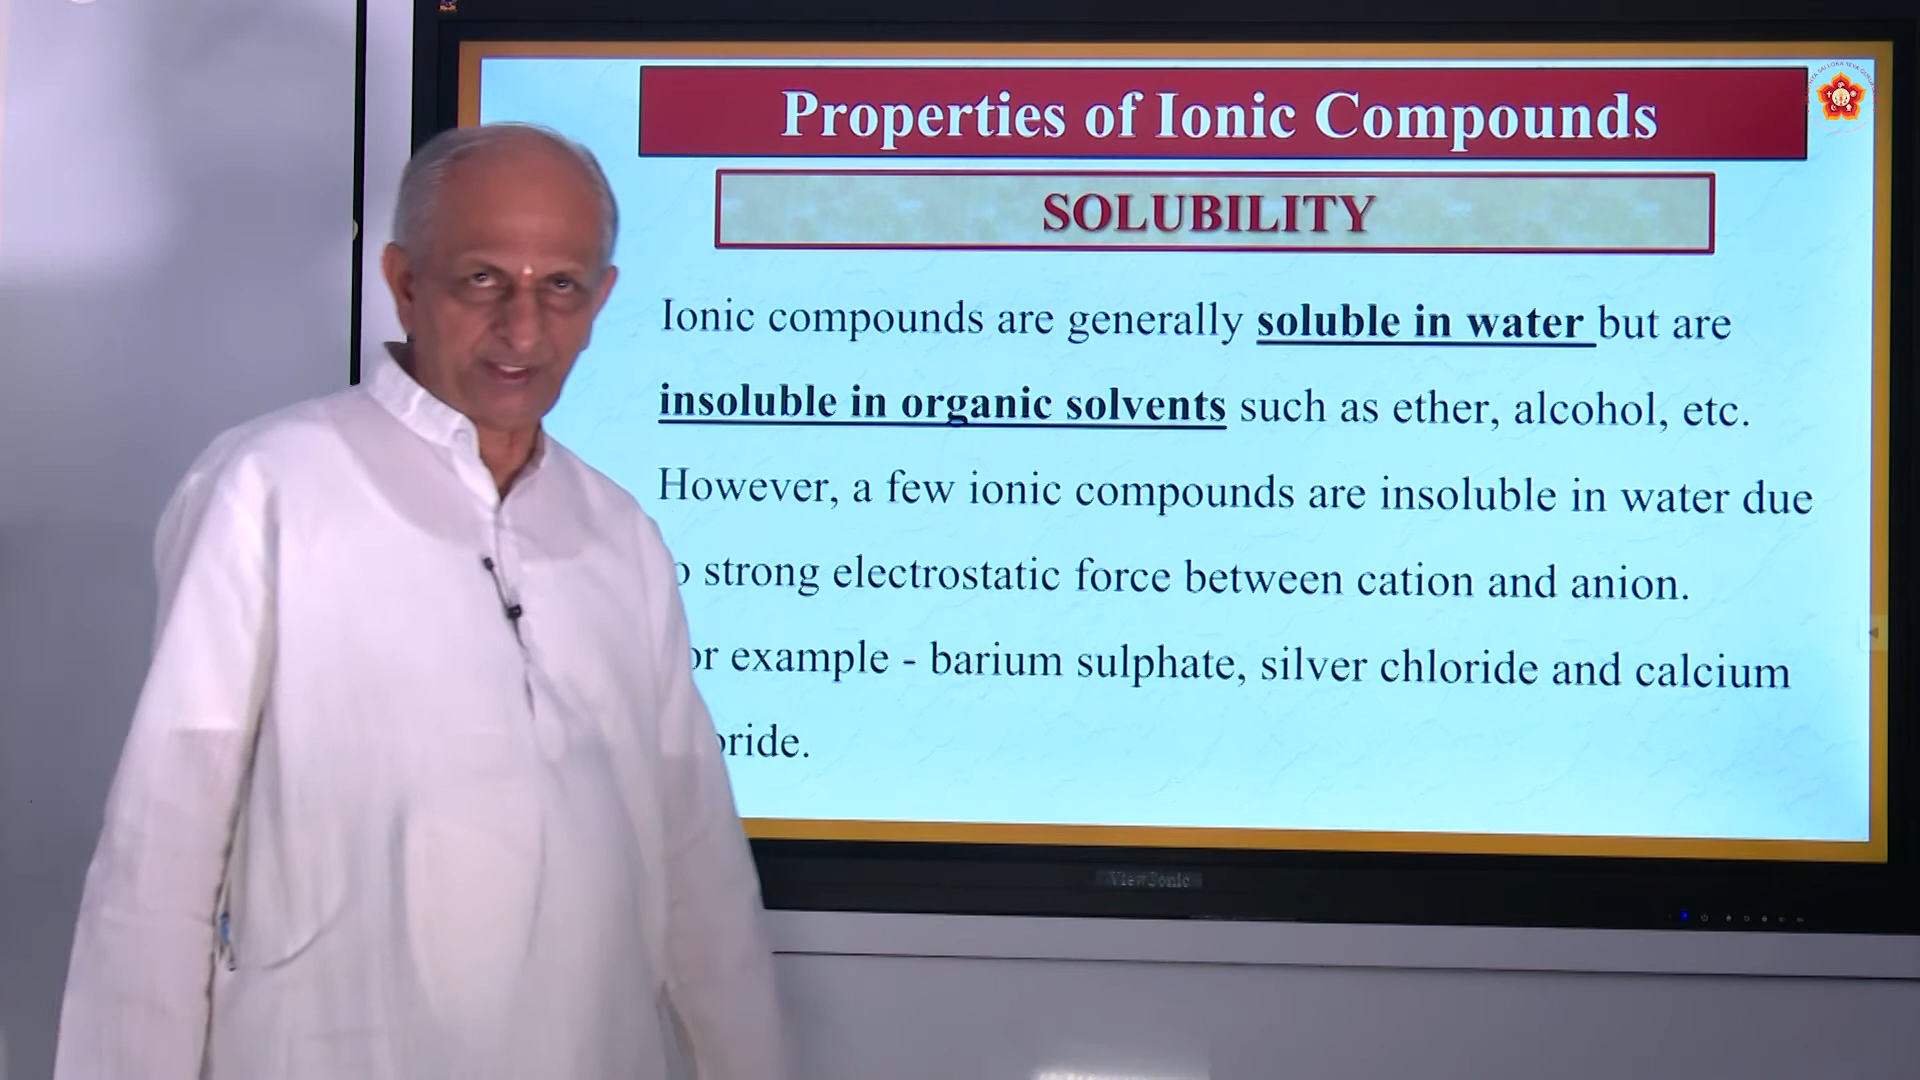 Properties of Ionic Compounds
SOLUBILITY
Ionic compounds are generally soluble in water but are
insoluble in organic solvents such as ether, alcohol, etc.
However, a few ionic compounds are insoluble in water due
strong electrostatic force between cation and anion.
example - barium sulphate, silver chloride and calcium
ViewSonic